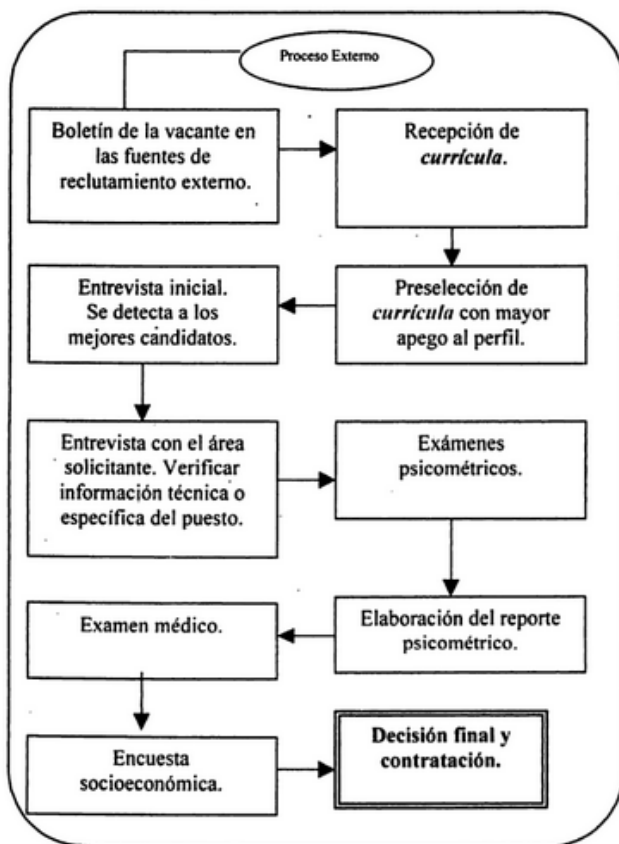 Proceso Externo
Boletín de la vacante en
las fuentes de
reclutamiento externo.
Recepción de
currícula.
Preselección de
currícula con mayor
apego al perfil.
Entrevista inicial.
Se detecta a los
mejores candidatos.
Entrevista con el área
solicitante. Verificar
información técnica o
específica del puesto.
Exámenes
psicométricos.
Elaboración del reporte
psicométrico.
Examen médico.
Encuesta
socioeconómica.
Decisión final y
contratación.